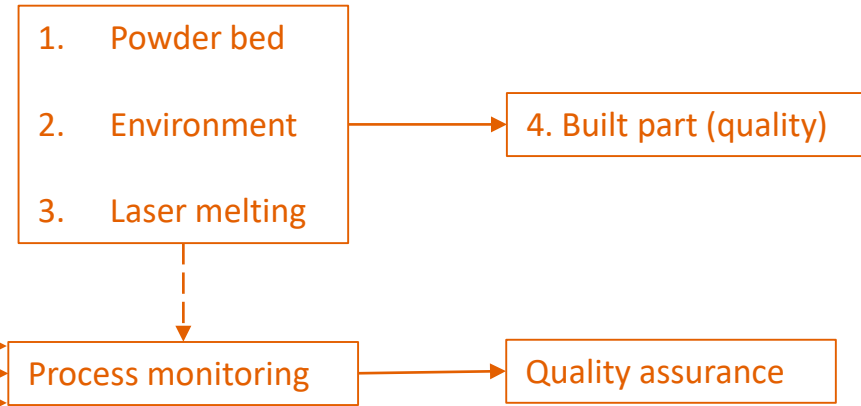 1. Powder bed
2. Environment
3. Laser melting
4. Built part (quality)
Process monitoring
Quality assurance